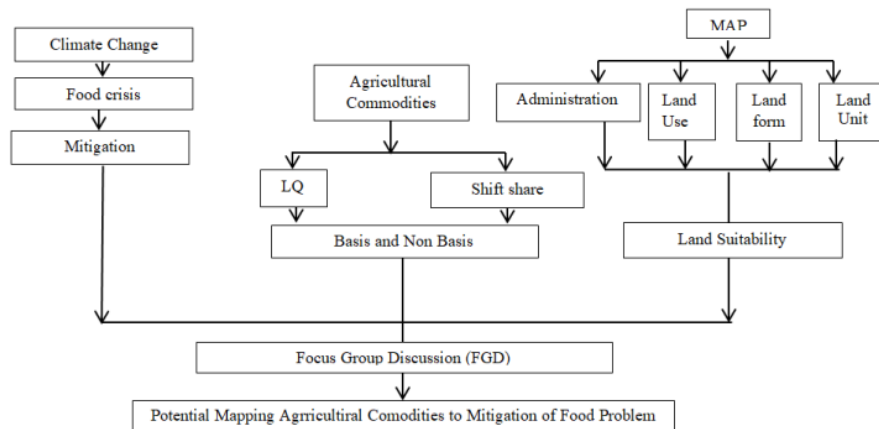 MAP
Climate Change
Agricultural
Commodities
Food crisis
Administration
Land
Use
Land
form
Land
Unit
Mitigation
LQ
Shift share
Basis and Non Basis
Land Suitability
Focus Group Discussion (FGD)
Potential Mapping Agrricultiral Comodities to Mitigation of Food Problem